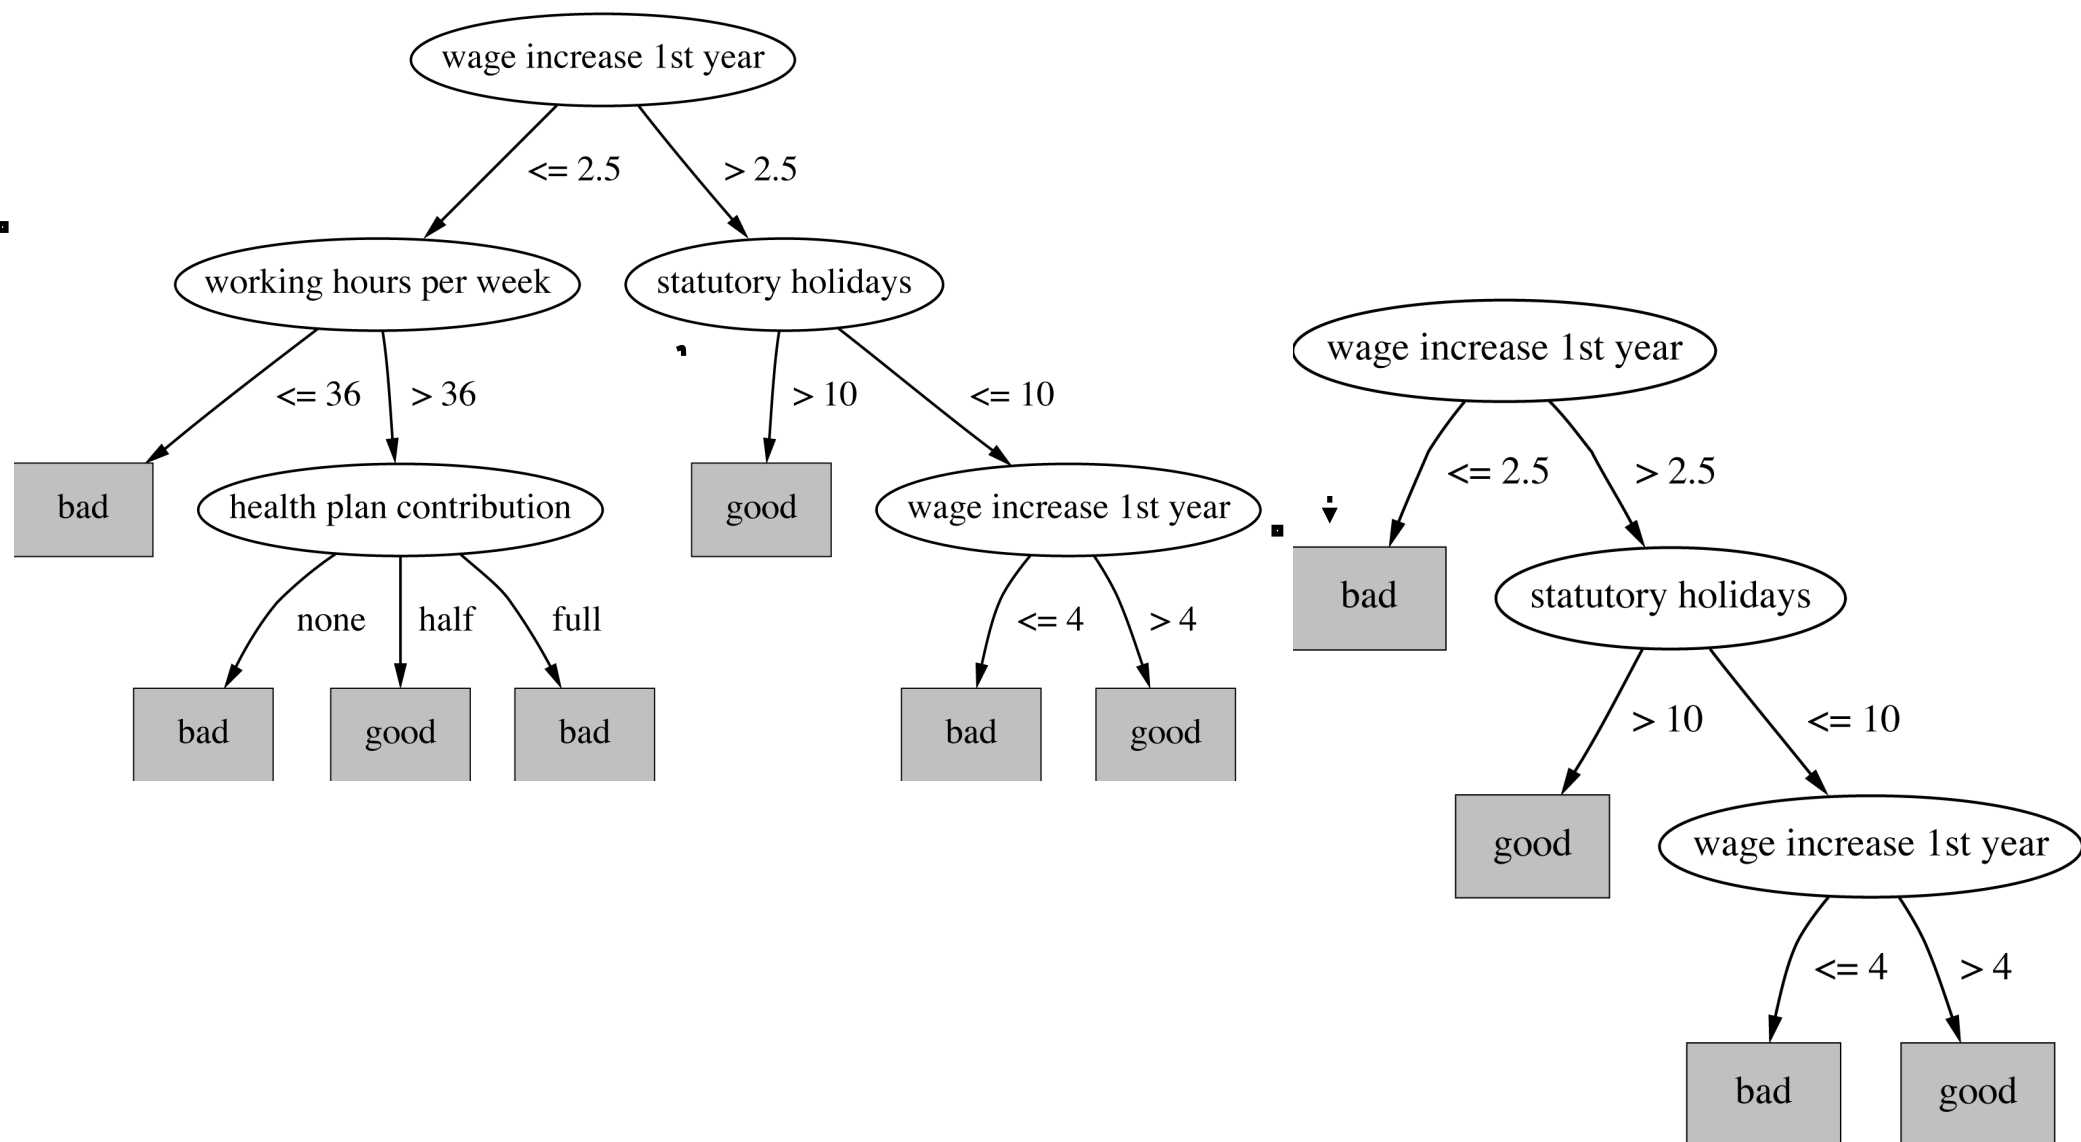 wage increase 1st year
<= 2.5
> 2.5
working hours per week
statutory holidays
<= 36
> 36
> 10
<= 10
bad
health plan contribution
good
wage increase 1st year
none
half
full
<= 4
> 4
bad
good
bad
bad
good
wage increase 1st year
<= 2.5
> 2.5
bad
statutory holidays
> 10
<= 10
good
wage increase 1st year
<= 4
> 4
bad
good